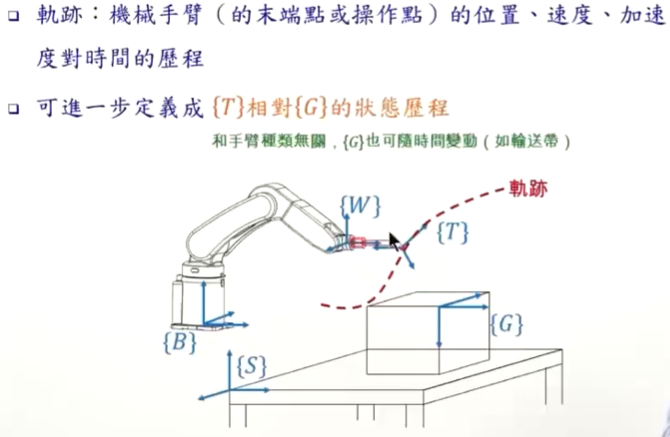 軌跡：機械手臂（的末端點或操作點）的位置、速度、加速
度對時間的歷程
可進一步定義成{T}相對{G}的狀態歷程
和手臂種類無關，{G}也可隨時間變動（如輸送帶）
軌跡
{W}
{T}
{G}
{B}
{S}